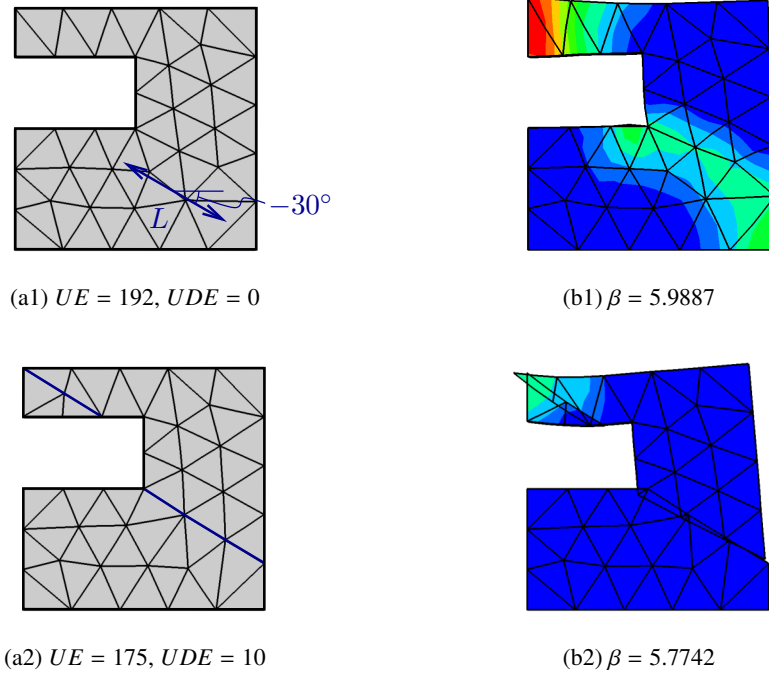 L
−30°
(a1) UE = 192, UDE = 0
(b1) β = 5.9887
(a2) UE = 175, UDE = 10
(b2) β = 5.7742